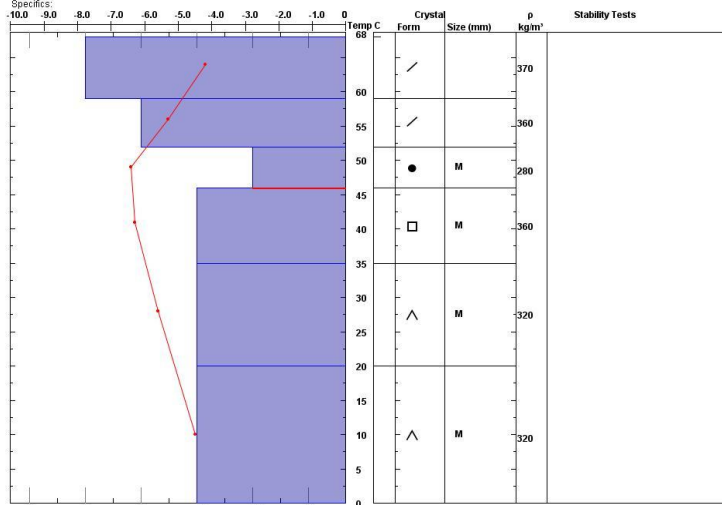 Specifics:
-10.0 -9.0 -8.0 -7.0 -6.0 -5.0 -4.0 -3.0 -2.0 -1.0 0
Temp C
Crystal
Form Size (mm)
ρ
kg/m³
Stability Tests
68
370
60
55
360
50
M
280
45
40
M
360
35
30
M
320
25
20
15
10
M
320
5
0